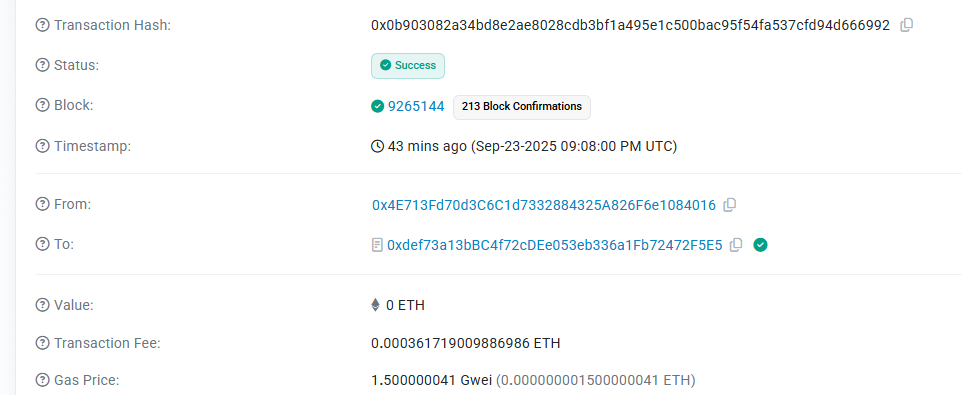 Transaction Hash: 0x0b903082a34bd8e2ae8028cdb3bf1a495e1c500bac95f54fa537cfd94d666992
Status: Success
Block: 9265144 213 Block Confirmations
Timestamp: 43 mins ago (Sep-23-2025 09:08:00 PM UTC)
From: 0x4E713Fd70d3C6C1d7332884325A826F6e1084016
To: 0xdef73a13bBC4f72cDEe053eb336a1Fb72472F5E5
Value: 0 ETH
Transaction Fee: 0.000361719009886986 ETH
Gas Price: 1.500000041 Gwei (0.000000001500000041 ETH)